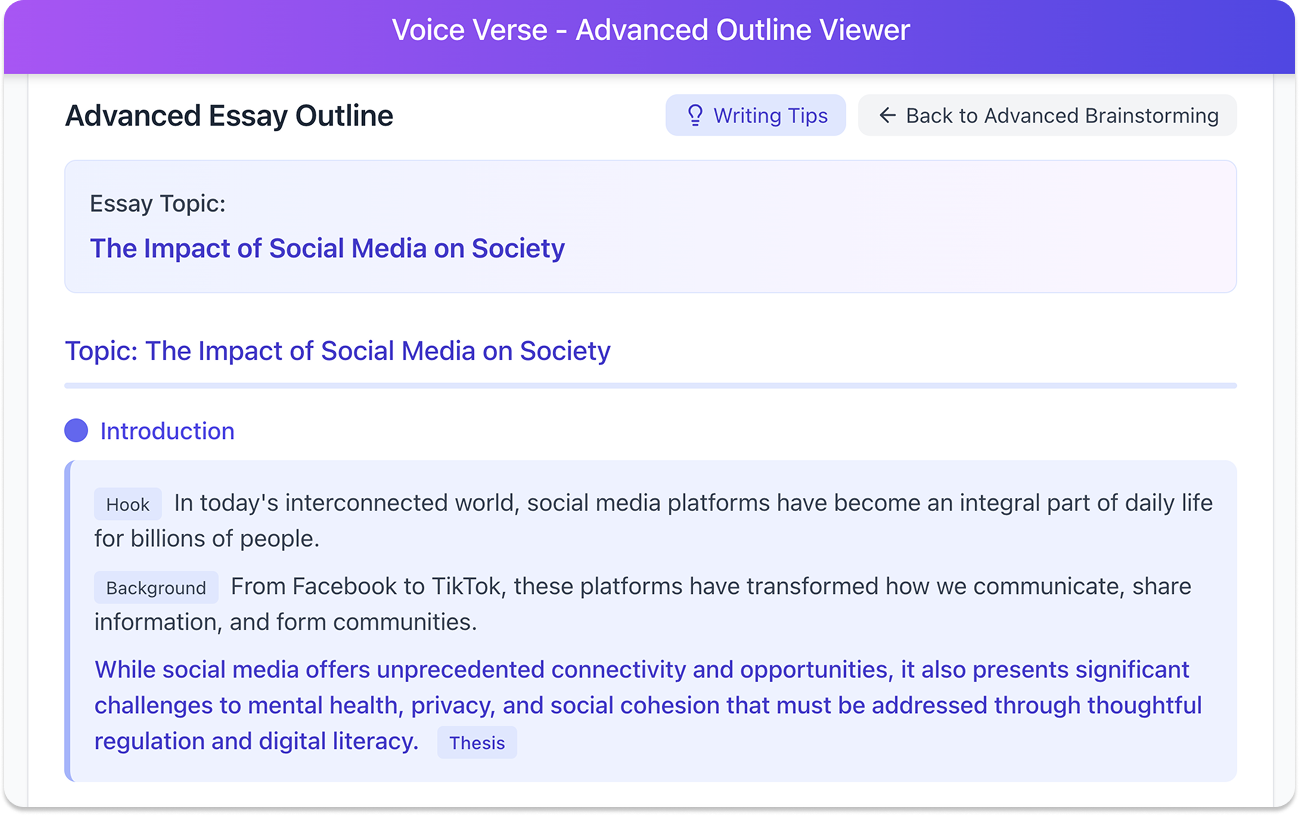 Voice Verse - Advanced Outline Viewer
Advanced Essay Outline
Writing Tips
← Back to Advanced Brainstorming
Essay Topic:
The Impact of Social Media on Society
Topic: The Impact of Social Media on Society
Introduction
Hook In today's interconnected world, social media platforms have become an integral part of daily life
for billions of people.
Background From Facebook to TikTok, these platforms have transformed how we communicate, share
information, and form communities.
While social media offers unprecedented connectivity and opportunities, it also presents significant
challenges to mental health, privacy, and social cohesion that must be addressed through thoughtful
regulation and digital literacy. Thesis